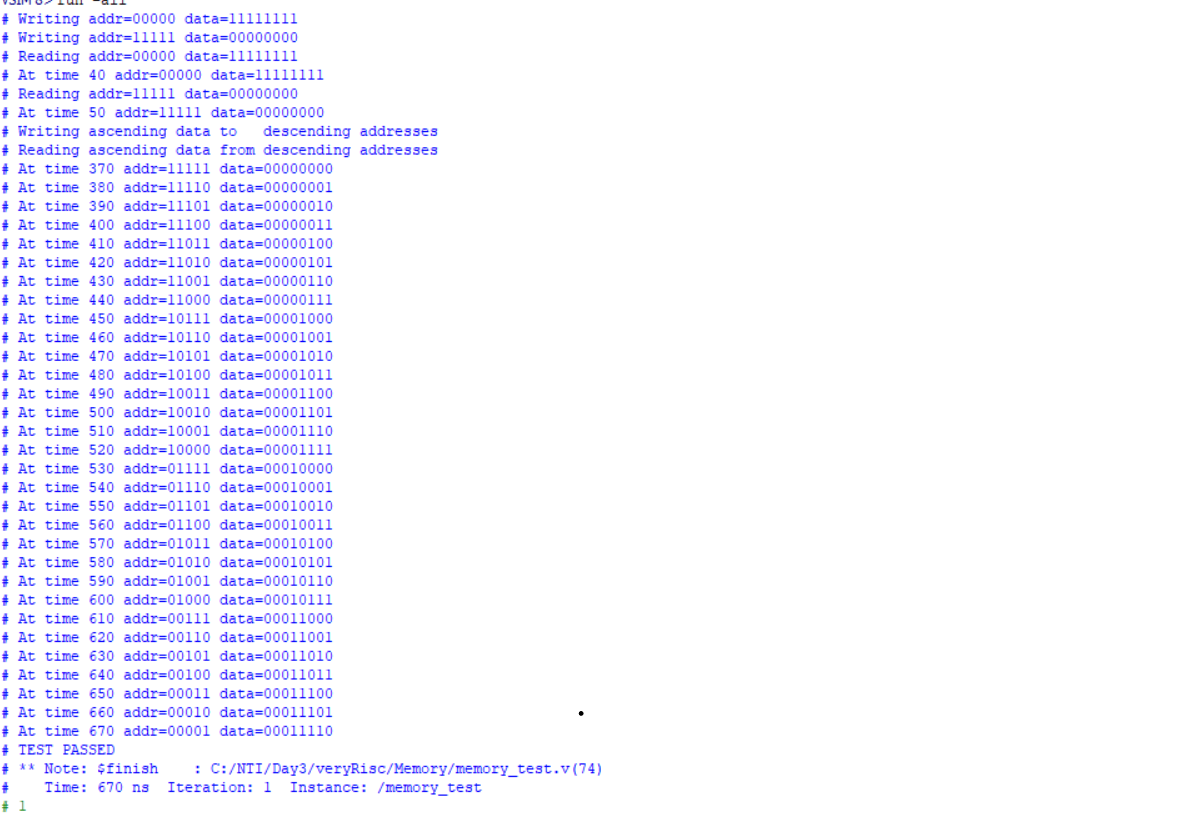 VSIM 8> run -all
# Writing addr=00000 data=11111111
# Writing addr=11111 data=00000000
# Reading addr=00000 data=11111111
# At time 40 addr=00000 data=11111111
# Reading addr=11111 data=00000000
# At time 50 addr=11111 data=00000000
# Writing ascending data to   descending addresses
# Reading ascending data from descending addresses
# At time 370 addr=11111 data=00000000
# At time 380 addr=11110 data=00000001
# At time 390 addr=11101 data=00000010
# At time 400 addr=11100 data=00000011
# At time 410 addr=11011 data=00000100
# At time 420 addr=11010 data=00000101
# At time 430 addr=11001 data=00000110
# At time 440 addr=11000 data=00000111
# At time 450 addr=10111 data=00001000
# At time 460 addr=10110 data=00001001
# At time 470 addr=10101 data=00001010
# At time 480 addr=10100 data=00001011
# At time 490 addr=10011 data=00001100
# At time 500 addr=10010 data=00001101
# At time 510 addr=10001 data=00001110
# At time 520 addr=10000 data=00001111
# At time 530 addr=01111 data=00010000
# At time 540 addr=01110 data=00010001
# At time 550 addr=01101 data=00010010
# At time 560 addr=01100 data=00010011
# At time 570 addr=01011 data=00010100
# At time 580 addr=01010 data=00010101
# At time 590 addr=01001 data=00010110
# At time 600 addr=01000 data=00010111
# At time 610 addr=00111 data=00011000
# At time 620 addr=00110 data=00011001
# At time 630 addr=00101 data=00011010
# At time 640 addr=00100 data=00011011
# At time 650 addr=00011 data=00011100
# At time 660 addr=00010 data=00011101
# At time 670 addr=00001 data=00011110
# TEST PASSED
# ** Note: $finish    : C:/NTI/Day3/veryRisc/Memory/memory_test.v(74)
#    Time: 670 ns  Iteration: 1  Instance: /memory_test
# 1